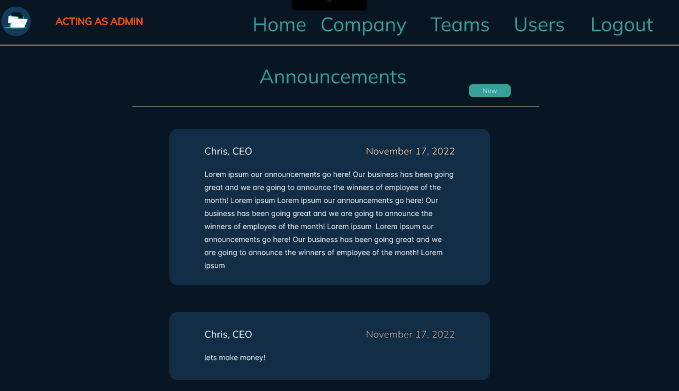 ACTING AS ADMIN
Home Company Teams Users Logout
Announcements
New
Chris, CEO November 17, 2022
Lorem ipsum our announcements go here! Our business has been going
great and we are going to announce the winners of employee of the
month! Lorem ipsum Lorem ipsum our announcements go here! Our
business has been going great and we are going to announce the
winners of employee of the month! Lorem ipsum  Lorem ipsum our
announcements go here! Our business has been going great and we
are going to announce the winners of employee of the month! Lorem
ipsum
Chris, CEO November 17, 2022
lets make money!